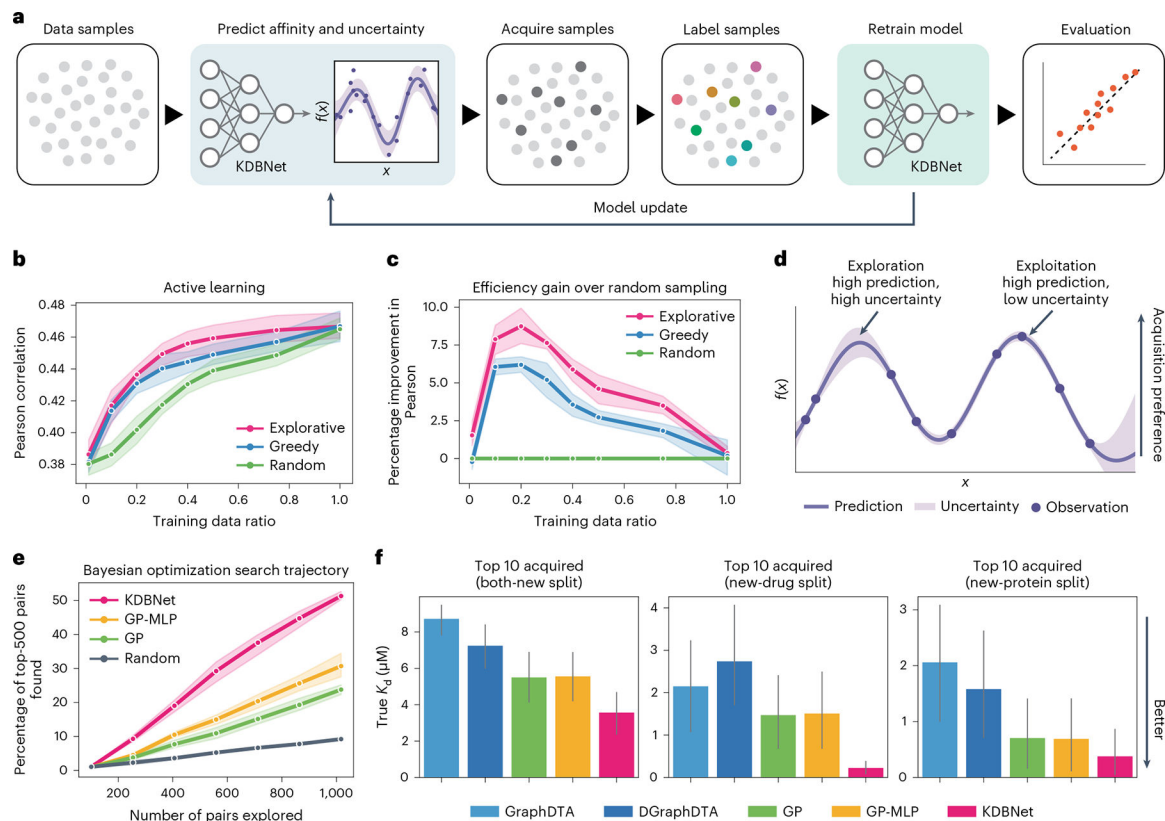 a
Data samples
Predict affinity and uncertainty
Acquire samples
Label samples
Retrain model
Evaluation
KDBNet
f(x)
x
KDBNet
Model update
b
Active learning
Pearson correlation
0.48
0.46
0.44
0.42
0.40
0.38
Explorative
Greedy
Random
0
0.2
0.4
0.6
0.8
1.0
Training data ratio
c
Efficiency gain over random sampling
Percentage improvement in
Pearson
10.0
7.5
5.0
2.5
0
Explorative
Greedy
Random
0
0.2
0.4
0.6
0.8
1.0
Training data ratio
d
Exploration
high prediction,
high uncertainty
Exploitation
high prediction,
low uncertainty
f(x)
x
Acquisition preference
Prediction
Uncertainty
Observation
e
Bayesian optimization search trajectory
Percentage of top-500 pairs
found
50
40
30
20
10
0
KDBNet
GP-MLP
GP
Random
200
400
600
800
1,000
Number of pairs explored
f
Top 10 acquired
(both-new split)
True Kd (µM)
8
6
4
2
0
Top 10 acquired
(new-drug split)
4
3
2
1
0
Top 10 acquired
(new-protein split)
3
2
1
0
Better
GraphDTA
DGraphDTA
GP
GP-MLP
KDBNet